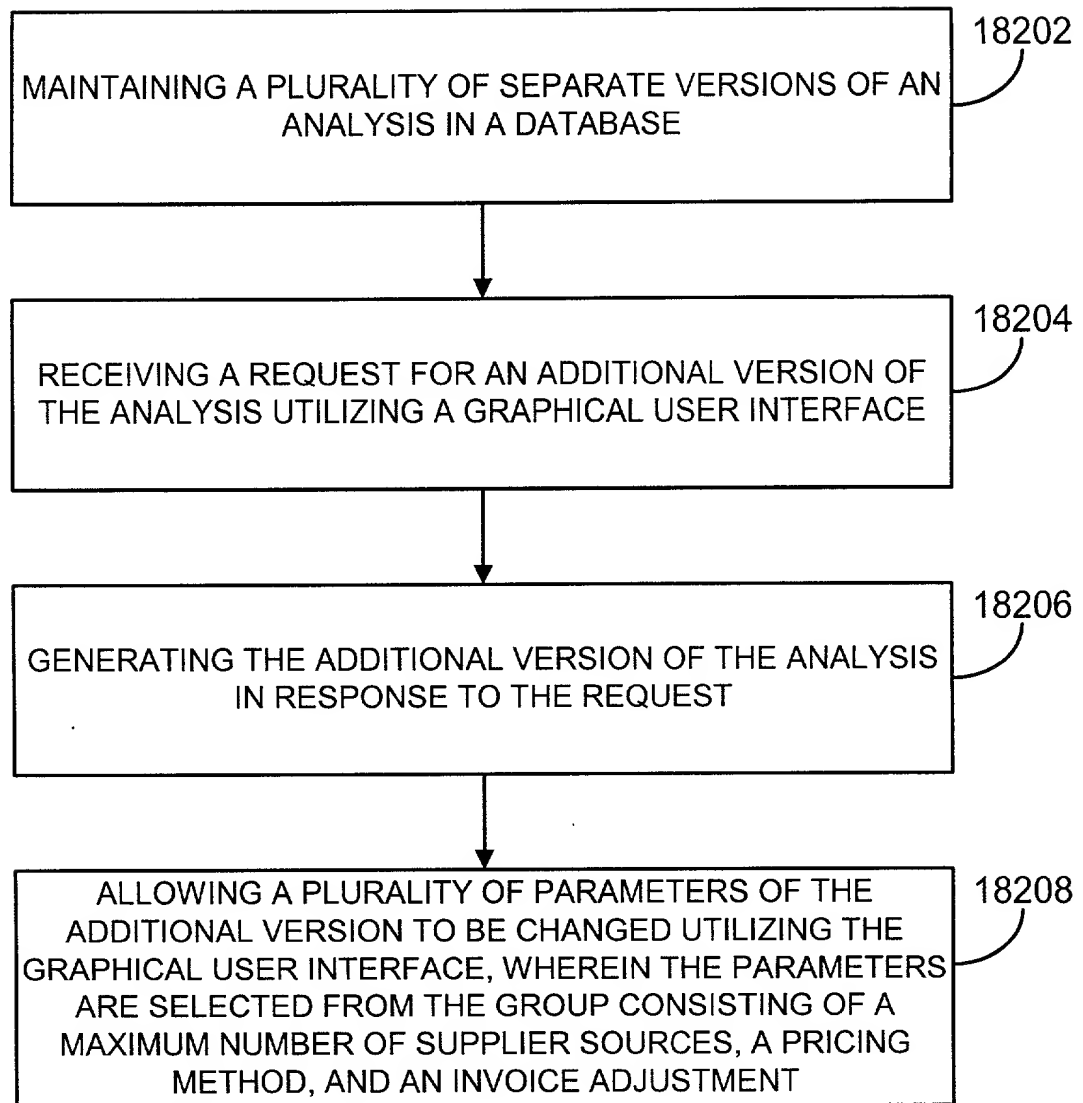 18202
MAINTAINING A PLURALITY OF SEPARATE VERSIONS OF AN
ANALYSIS IN A DATABASE
18204
RECEIVING A REQUEST FOR AN ADDITIONAL VERSION OF
THE ANALYSIS UTILIZING A GRAPHICAL USER INTERFACE
18206
GENERATING THE ADDITIONAL VERSION OF THE ANALYSIS
IN RESPONSE TO THE REQUEST
18208
ALLOWING A PLURALITY OF PARAMETERS OF THE
ADDITIONAL VERSION TO BE CHANGED UTILIZING THE
GRAPHICAL USER INTERFACE, WHEREIN THE PARAMETERS
ARE SELECTED FROM THE GROUP CONSISTING OF A
MAXIMUM NUMBER OF SUPPLIER SOURCES, A PRICING
METHOD, AND AN INVOICE ADJUSTMENT